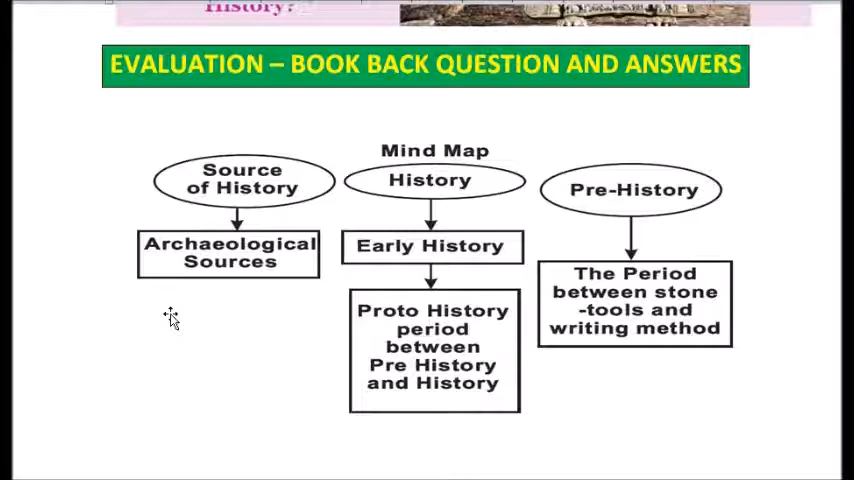 History?
EVALUATION – BOOK BACK QUESTION AND ANSWERS
Mind Map
Source
of History
Archaeological
Sources
History
Early History
Proto History
period
between
Pre History
and History
Pre-History
The Period
between stone
-tools and
writing method